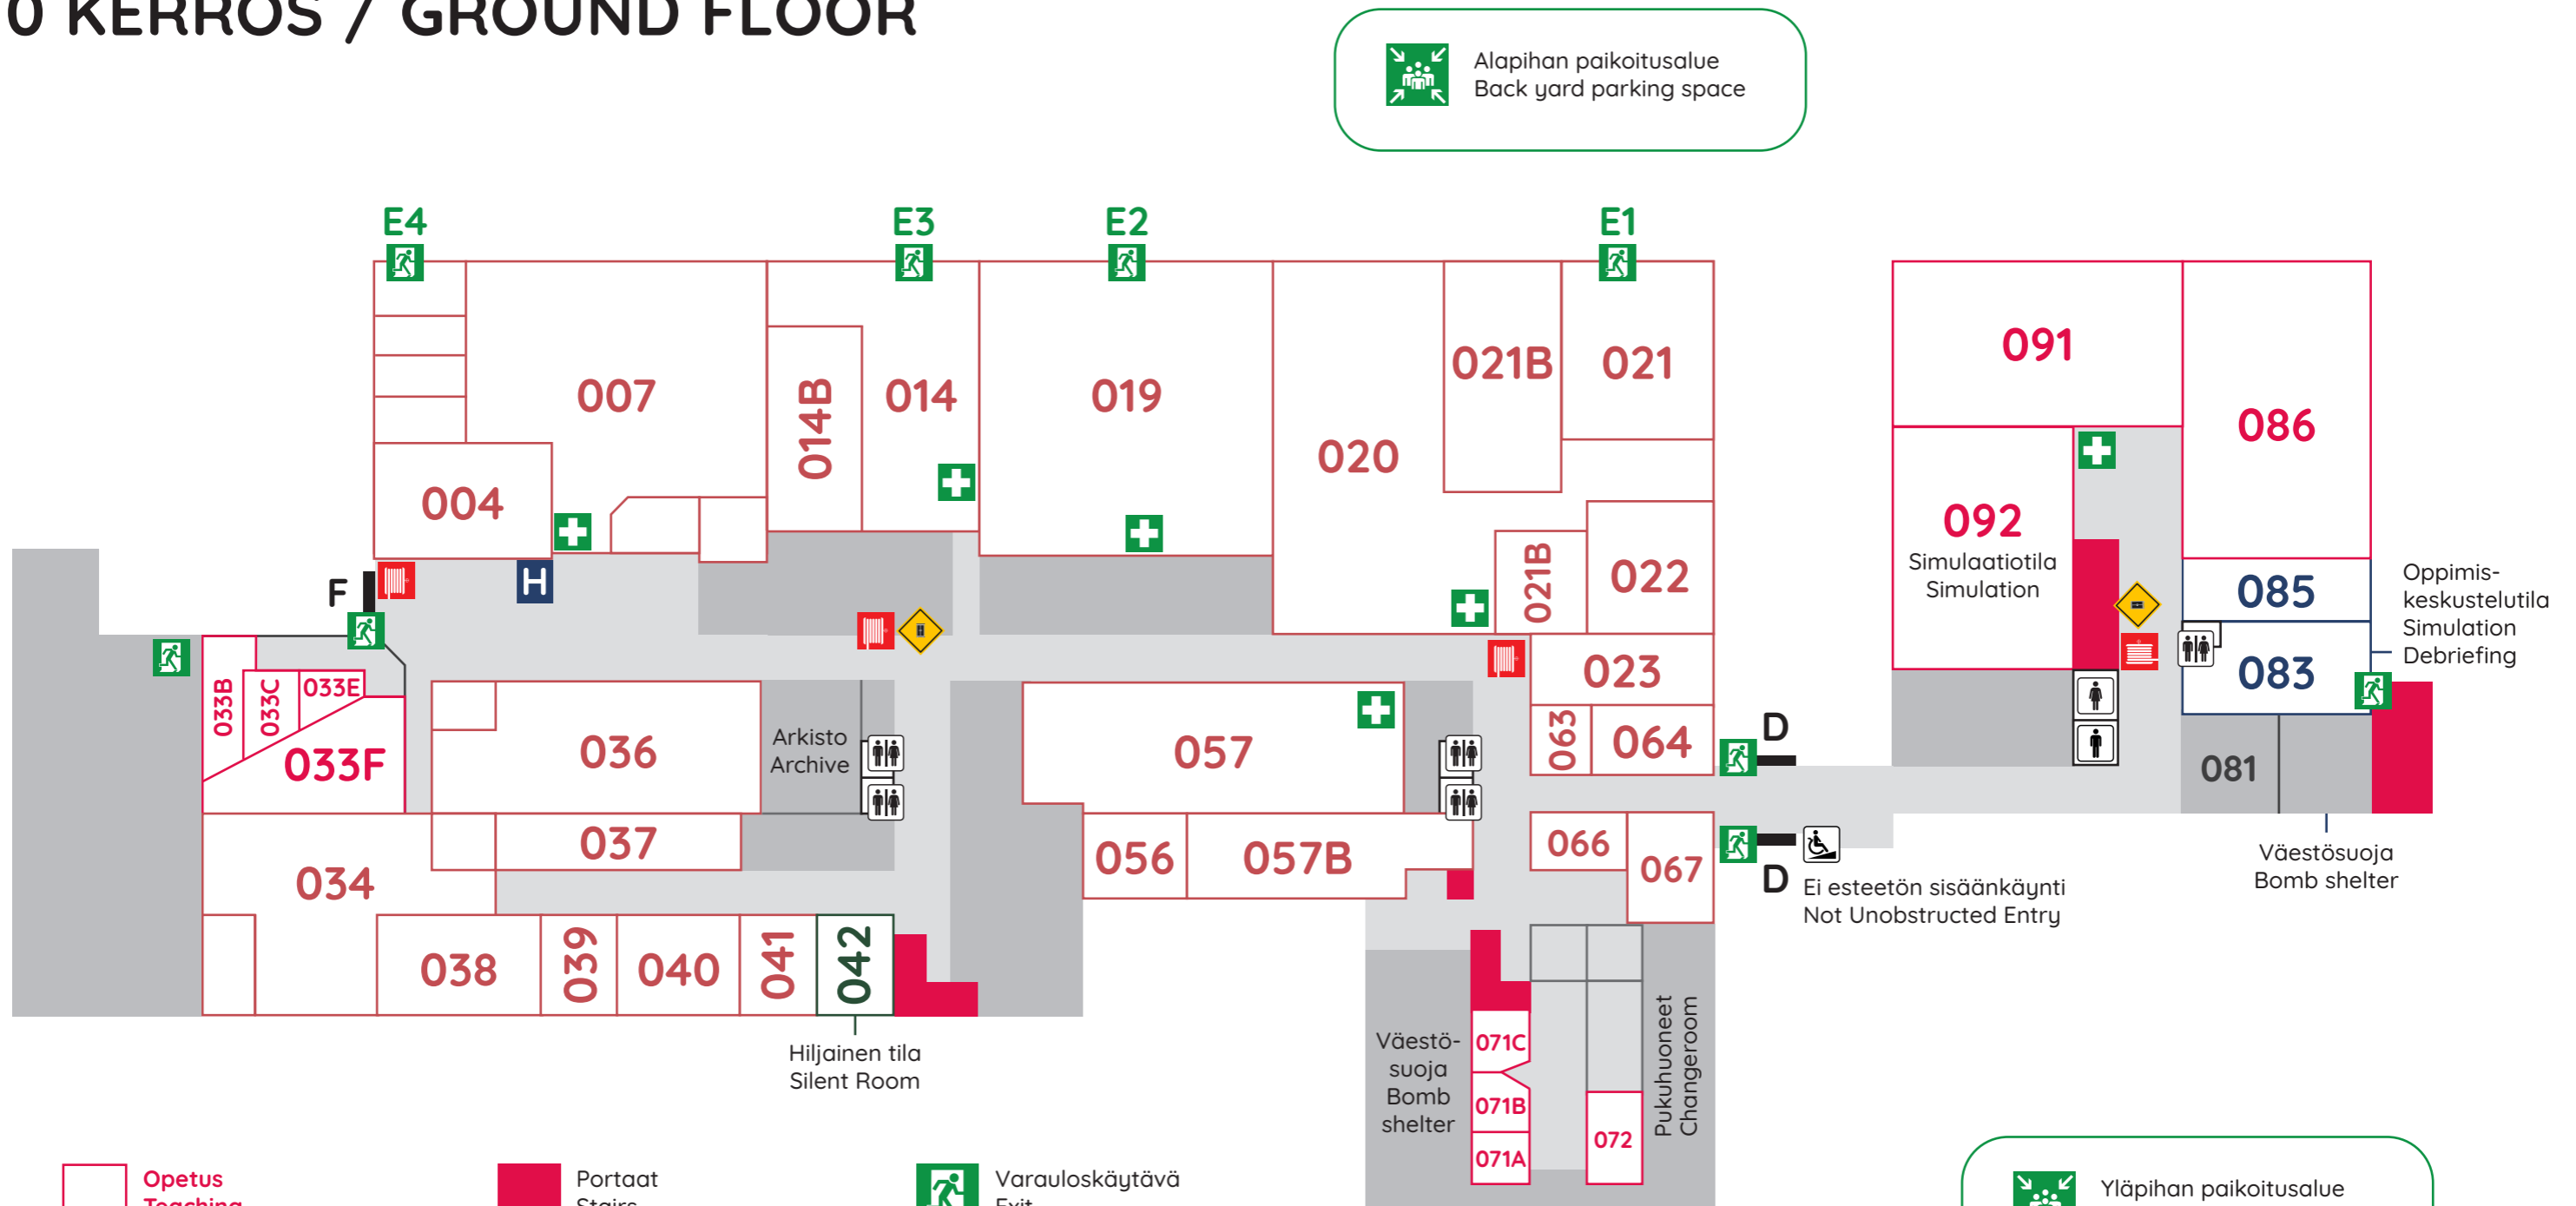 0 KERROS / GROUND FLOOR
Alapihan paikoitusalue
Back yard parking space
E4
E3
E2
E1
007
014B
014
019
020
021B
021
004
021B
022
H
F
023
063
064
D
D
033B
033C
033E
033F
036
Arkisto
Archive
037
034
038
039
040
041
042
Hiljainen tila
Silent Room
057
056
057B
066
067
Ei esteetön sisäänkäynti
Not Unobstructed Entry
091
086
092
Simulaatiotila
Simulation
085
083
Oppimis-
keskustelutila
Simulation
Debriefing
081
Väestösuoja
Bomb shelter
Väestö-
suoja
Bomb
shelter
071C
071B
071A
072
Pukuhuoneet
Changeroom
Opetus
Teaching
Portaat
Stairs
Varauloskäytävä
Exit
Yläpihan paikoitusalue